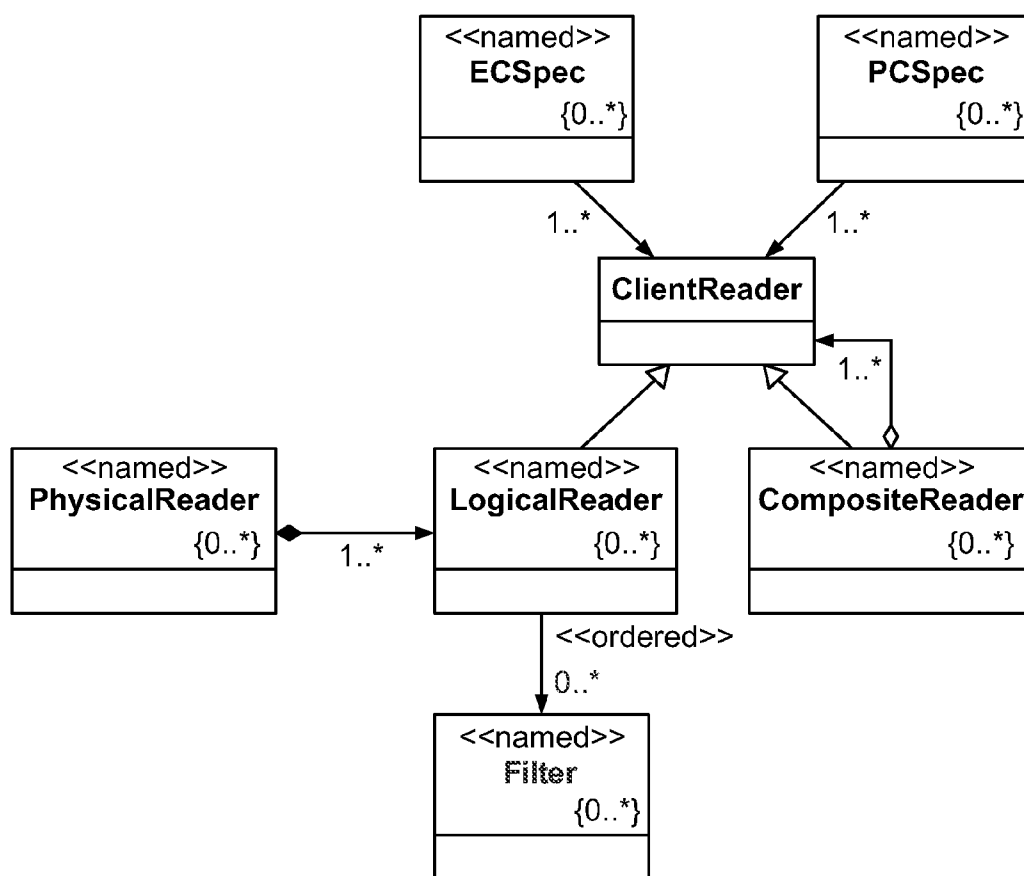 <<named>>
ECSpec
{0..*}
<<named>>
PCSpec
{0..*}
1..*
1..*
ClientReader
1..*
<<named>>
PhysicalReader
{0..*}
1..*
<<named>>
LogicalReader
{0..*}
<<named>>
CompositeReader
{0..*}
<<ordered>>
0..*
<<named>>
Filter
{0..*}